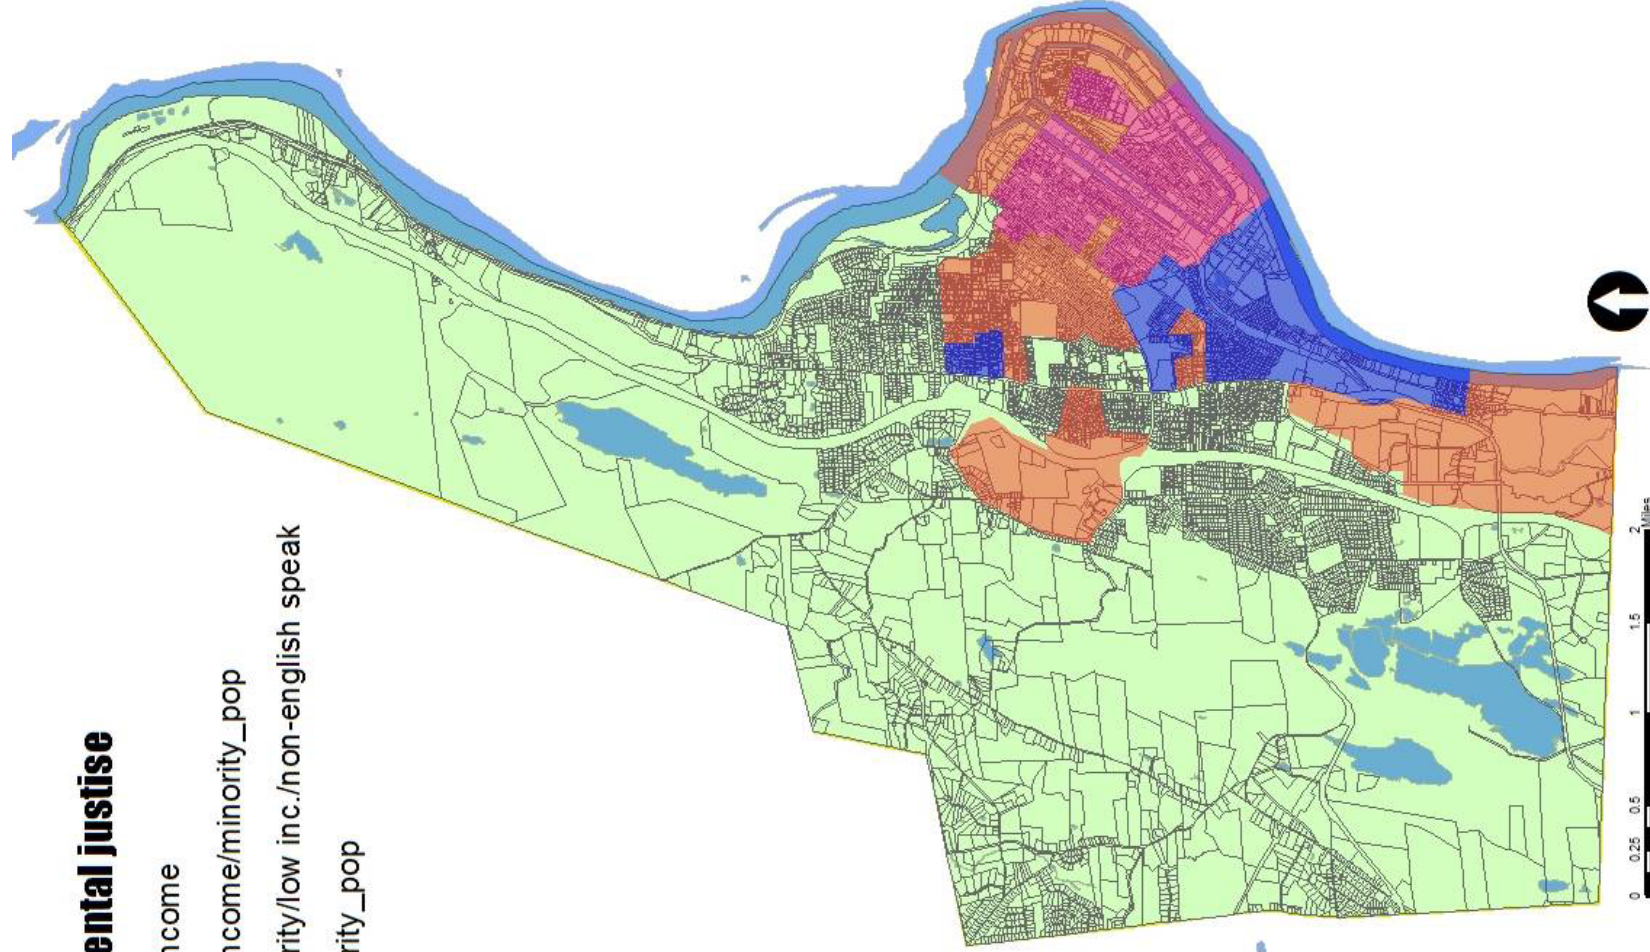 ental justise
ncome
ncome/minority_pop
rity/low inc./non-english speak
rity_pop
0 0.25 0.5 1 1.5 2
Miles